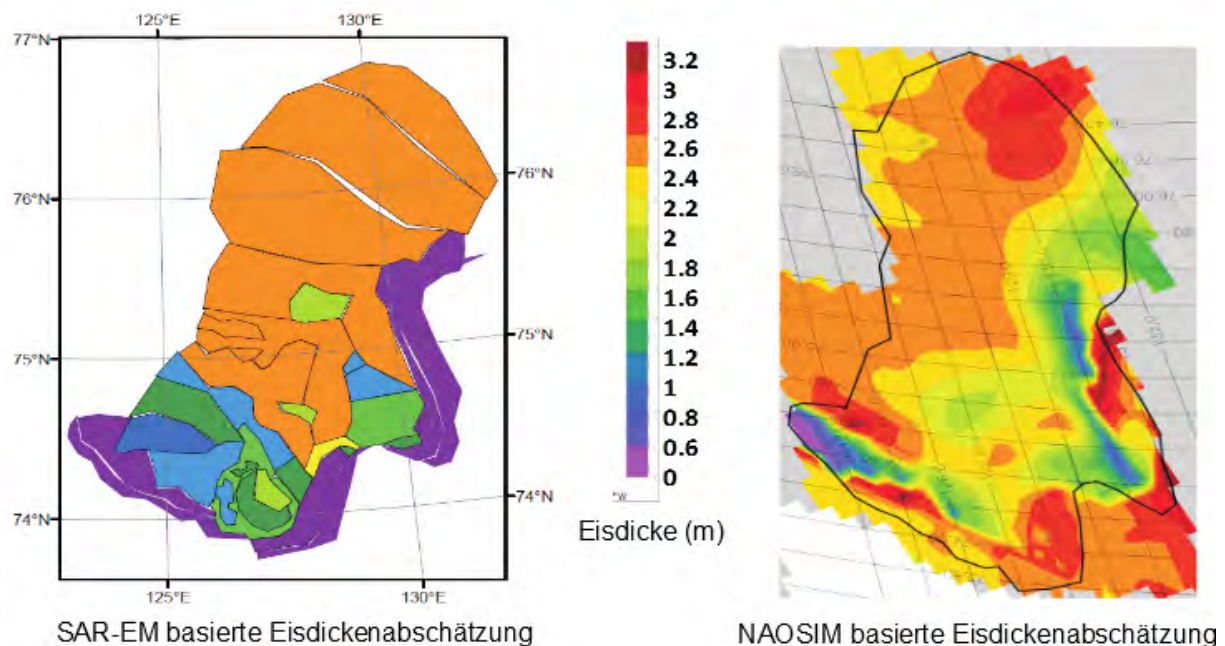 125°E 130°E
77°N
76°N
75°N
74°N
76°N
75°N
74°N
125°E 130°E
3.2
3
2.8
2.6
2.4
2.2
2
1.8
1.6
1.4
1.2
1
0.8
0.6
0
Eisdicke (m)
SAR-EM basierte Eisdickenabschätzung
NAOSIM basierte Eisdickenabschätzung